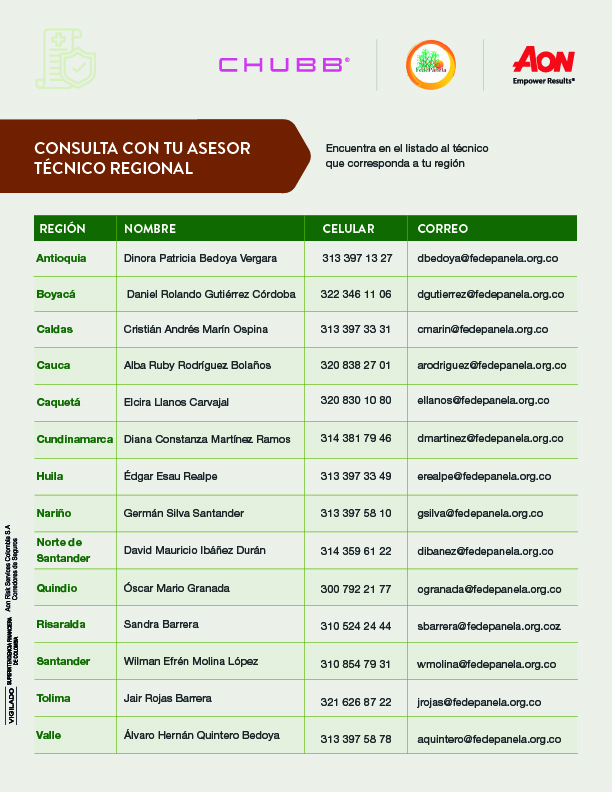 CHUBB®
FedePanela
AON
Empower Results®
CONSULTA CON TU ASESOR
TÉCNICO REGIONAL
Encuentra en el listado al técnico
que corresponda a tu región
REGIÓN NOMBRE CELULAR CORREO
Antioquia Dinora Patricia Bedoya Vergara 313 397 13 27 dbedoya@fedepanela.org.co
Boyacá Daniel Rolando Gutiérrez Córdoba 322 346 11 06 dgutierrez@fedepanela.org.co
Caldas Cristián Andrés Marín Ospina 313 397 33 31 cmarin@fedepanela.org.co
Cauca Alba Ruby Rodríguez Bolaños 320 838 27 01 arodriguez@fedepanela.org.co
Caquetá Elcira Llanos Carvajal 320 830 10 80 ellanos@fedepanela.org.co
Cundinamarca Diana Constanza Martínez Ramos 314 381 79 46 dmartinez@fedepanela.org.co
Huila Édgar Esau Realpe 313 397 33 49 erealpe@fedepanela.org.co
Nariño Germán Silva Santander 313 397 58 10 gsilva@fedepanela.org.co
Norte de
Santander David Mauricio Ibáñez Durán 314 359 61 22 dibanez@fedepanela.org.co
Quindio Óscar Mario Granada 300 792 21 77 ogranada@fedepanela.org.co
Risaralda Sandra Barrera 310 524 24 44 sbarrera@fedepanela.org.coz
Santander Wilman Efrén Molina López 310 854 79 31 wmolina@fedepanela.org.co
Tolima Jair Rojas Barrera 321 626 87 22 jrojas@fedepanela.org.co
Valle Álvaro Hernán Quintero Bedoya 313 397 58 78 aquintero@fedepanela.org.co
VIGILADO SUPERINTENDENCIA FINANCIERA
DE COLOMBIA
Aon Risk Services Colombia S.A
Corredores de Seguros